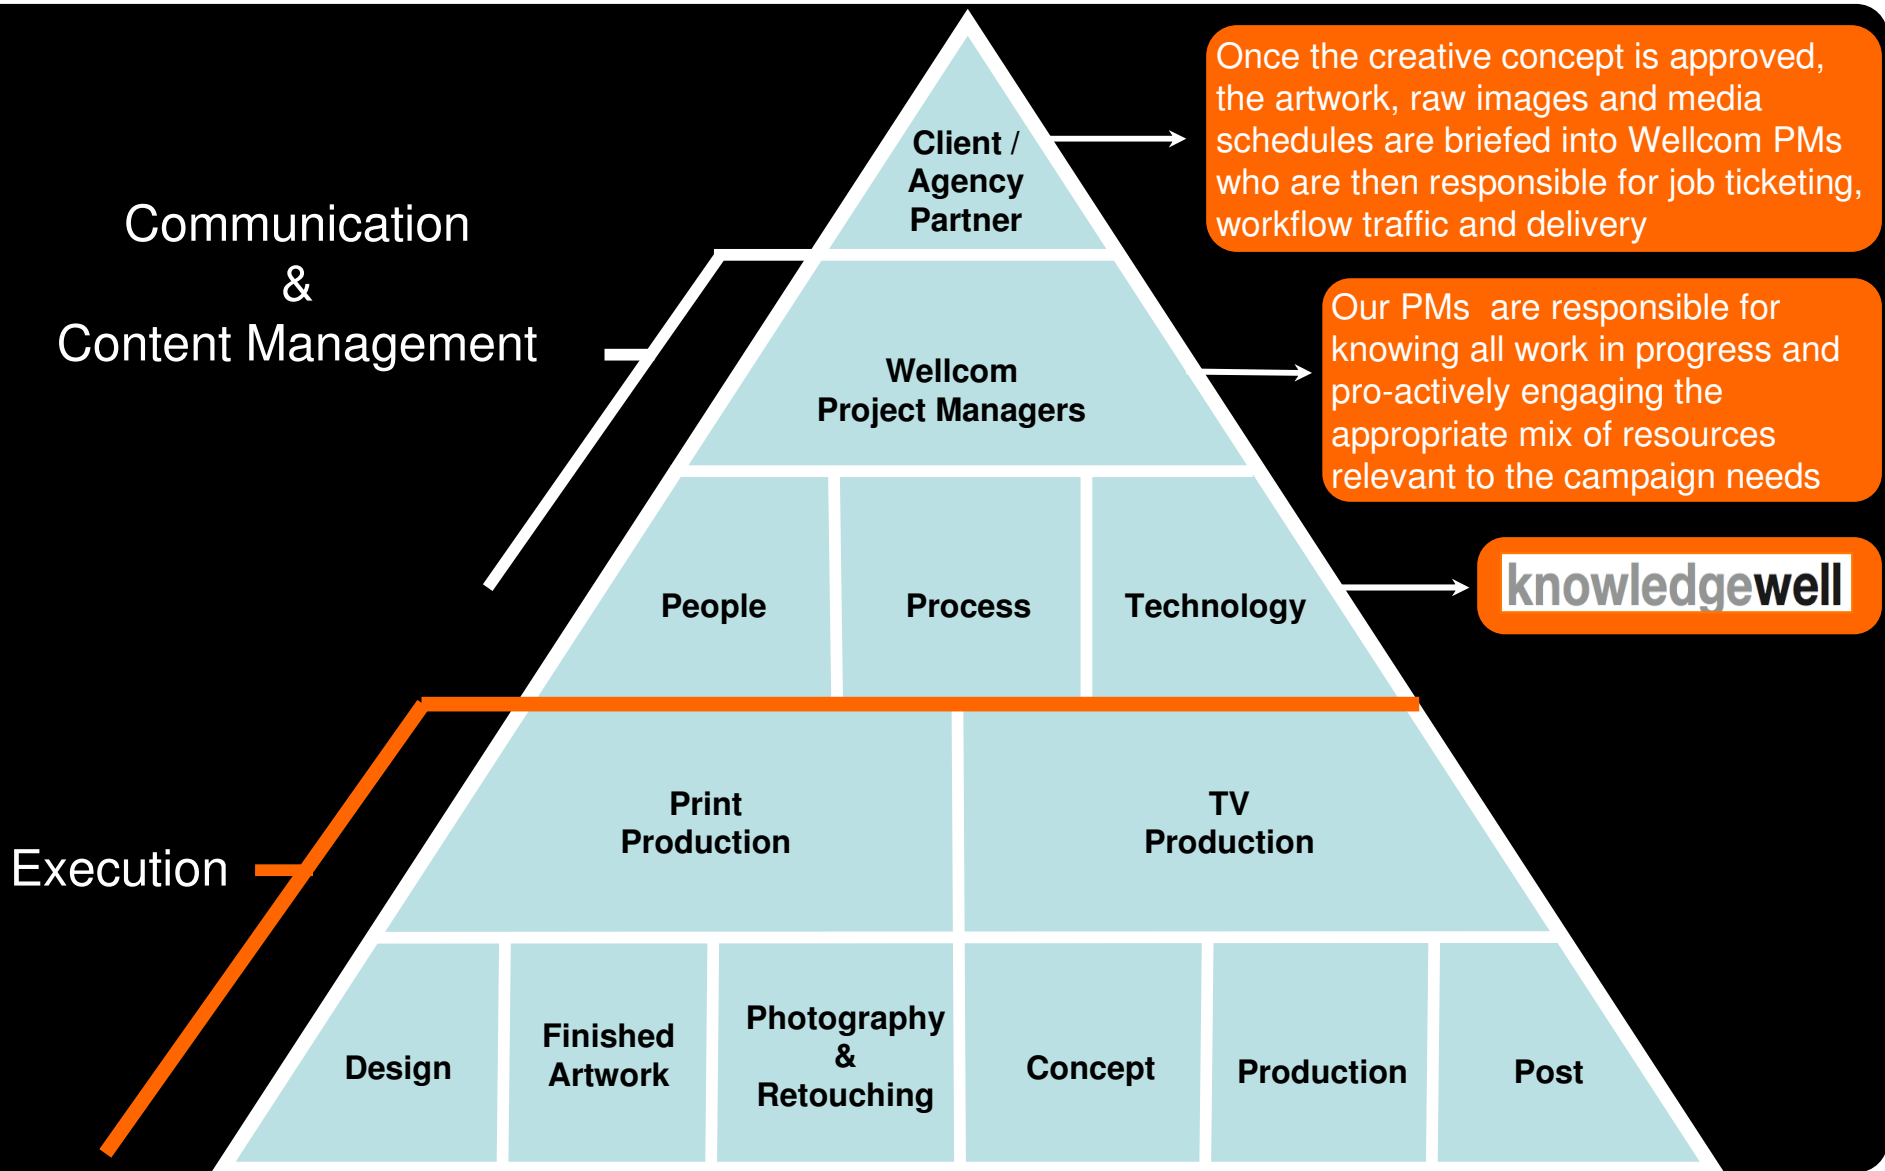 Once the creative concept is approved,
the artwork, raw images and media
schedules are briefed into Wellcom PMs
who are then responsible for job ticketing,
workflow traffic and delivery
Client /
Agency
Partner
Communication
&
Content Management
Our PMs  are responsible for
knowing all work in progress and
pro-actively engaging the
appropriate mix of resources
relevant to the campaign needs
Wellcom
Project Managers
People
Process
Technology
knowledgewell
Execution
Print
Production
TV
Production
Design
Finished
Artwork
Photography
&
Retouching
Concept
Production
Post